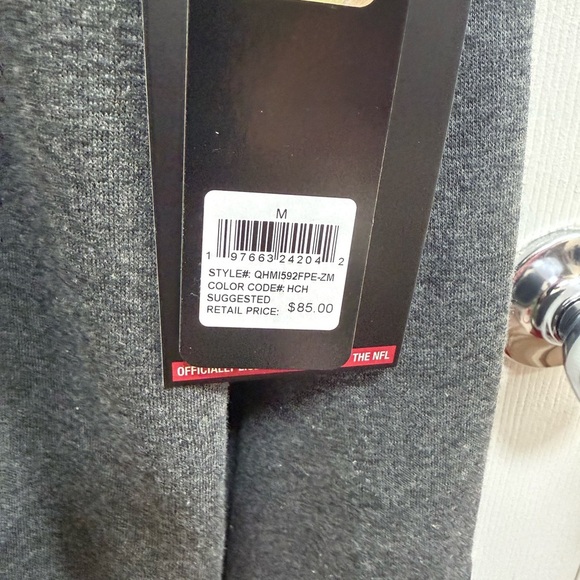 M
1 97663 24204 2
STYLE#: QHMI592FPE-ZM
COLOR CODE#: HCH
SUGGESTED
RETAIL PRICE: $85.00
OFFICIALLY THE NFL